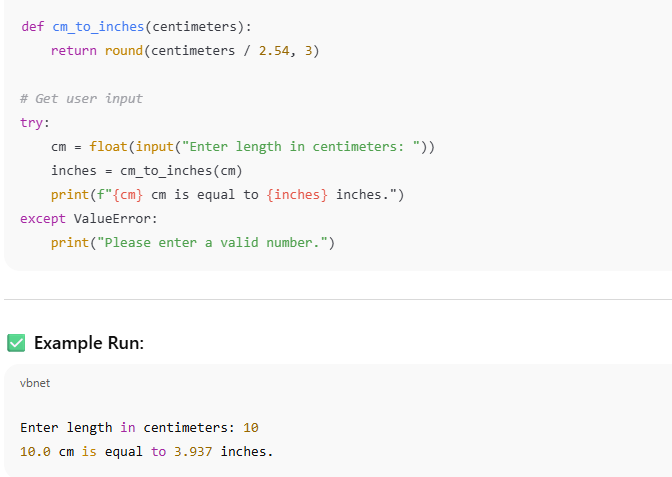 def cm_to_inches(centimeters):
    return round(centimeters / 2.54, 3)
# Get user input
try:
    cm = float(input("Enter length in centimeters: "))
    inches = cm_to_inches(cm)
    print(f"{cm} cm is equal to {inches} inches.")
except ValueError:
    print("Please enter a valid number.")
✅ Example Run:
vbnet
Enter length in centimeters: 10
10.0 cm is equal to 3.937 inches.